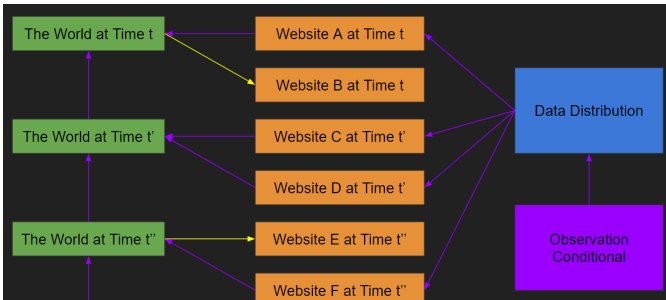 The World at Time t
Website A at Time t
Website B at Time t
Data Distribution
The World at Time t’
Website C at Time t’
Website D at Time t’
The World at Time t’’
Website E at Time t’’
Observation
Conditional
Website F at Time t’’